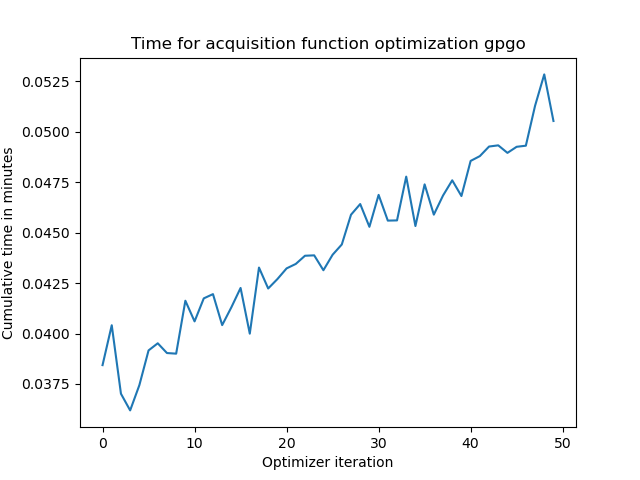 Time for acquisition function optimization gpgo
0.0525
0.0500
0.0475
0.0450
0.0425
0.0400
0.0375
Cumulative time in minutes
0 10 20 30 40 50
Optimizer iteration